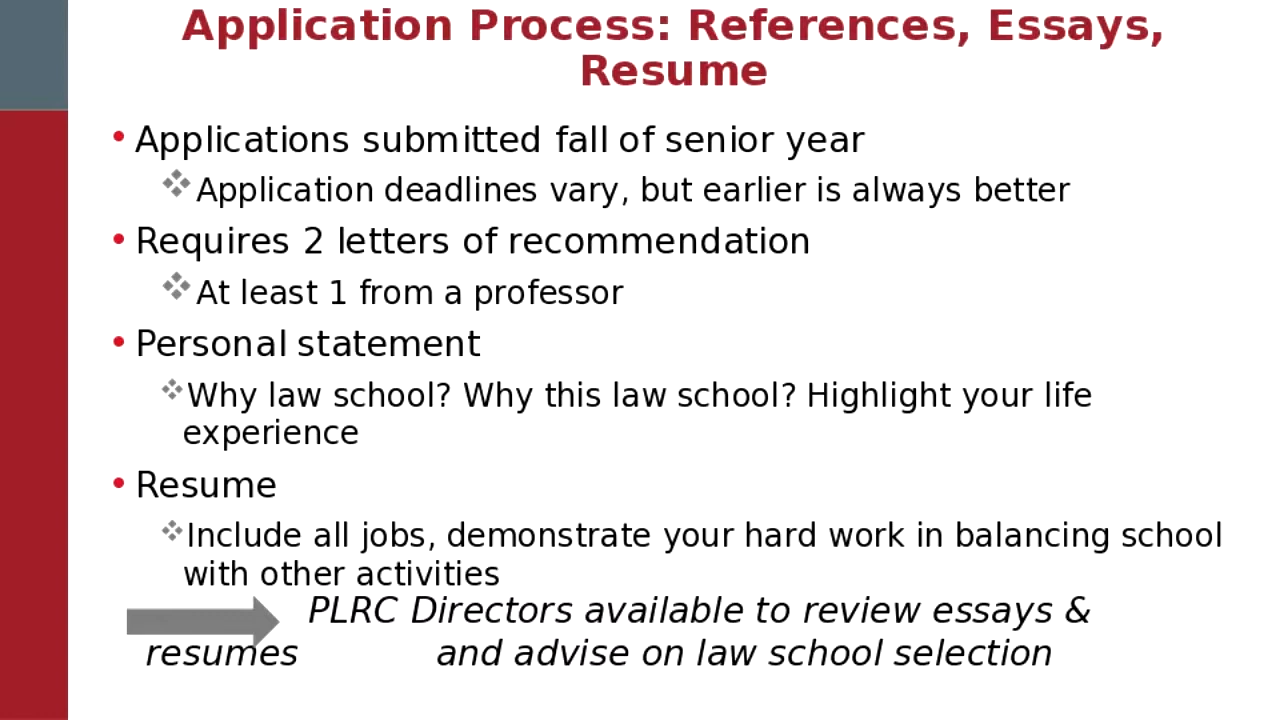 Application Process: References, Essays,
Resume
• Applications submitted fall of senior year
❖ Application deadlines vary, but earlier is always better
• Requires 2 letters of recommendation
❖ At least 1 from a professor
• Personal statement
❖ Why law school? Why this law school? Highlight your life
experience
• Resume
❖ Include all jobs, demonstrate your hard work in balancing school
with other activities
PLRC Directors available to review essays &
resumes and advise on law school selection